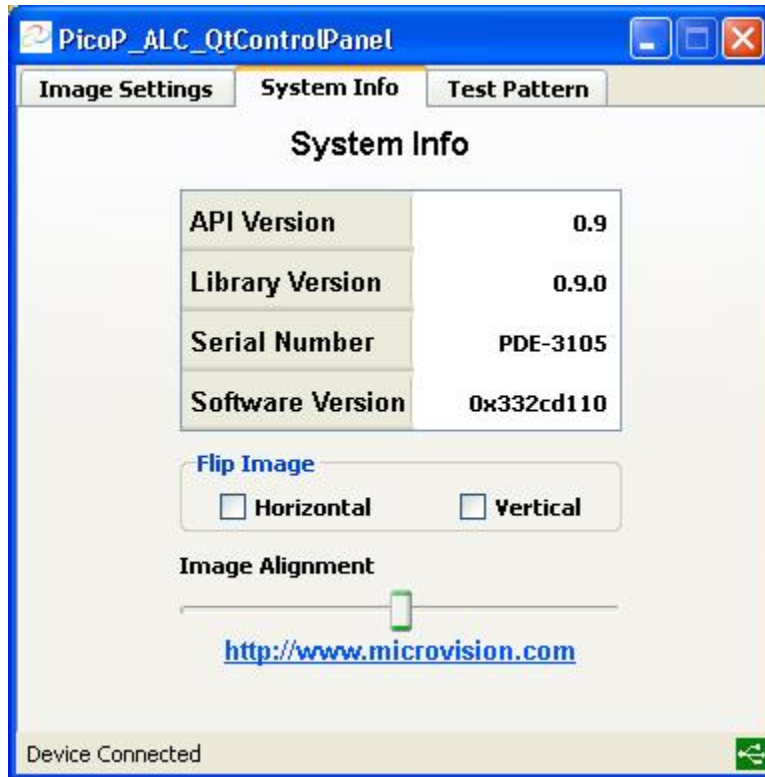 PicoP_ALC_QtControlPanel
Image Settings System Info Test Pattern
System Info
API Version 0.9
Library Version 0.9.0
Serial Number PDE-3105
Software Version 0x332cd110
Flip Image
Horizontal Vertical
Image Alignment
http://www.microvision.com
Device Connected